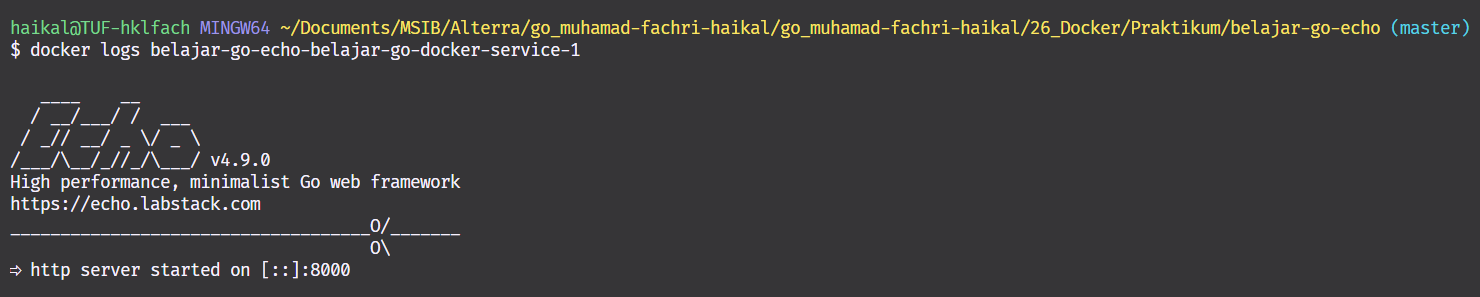 haikal@TUF-hklfach MINGW64 ~/Documents/MSIB/Alterra/go_muhamad-fachri-haikal/go_muhamad-fachri-haikal/26_Docker/Praktikum/belajar-go-echo (master)
$ docker logs belajar-go-echo-belajar-go-docker-service-1

   ____    __
  / __/___/ /  ___
 / _// __/ _ \/ _ \
/___/\__/_//_/\___/ v4.9.0
High performance, minimalist Go web framework
https://echo.labstack.com
____________________________________O/_______
                                    O\
⇨ http server started on [::]:8000